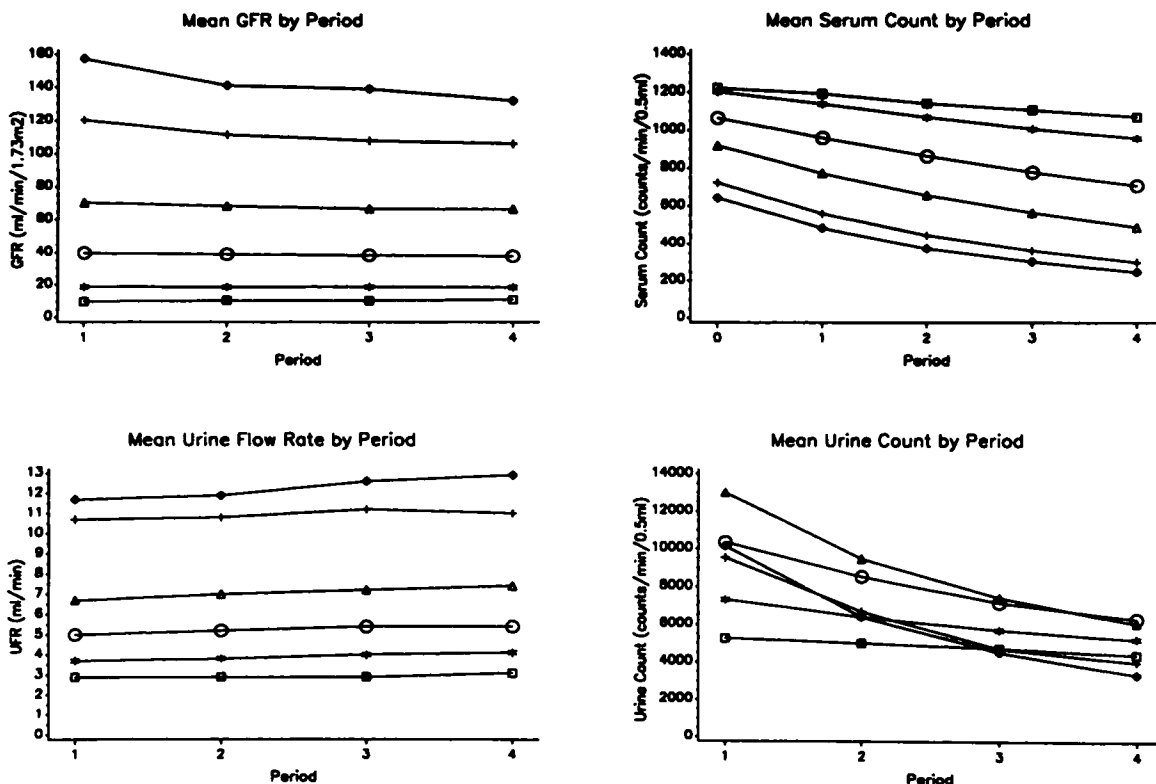 Mean GFR by Period
GFR (ml/min/1.73m2)
160
140
120
100
80
60
40
20
0
1 2 3 4
Period
Mean Serum Count by Period
Serum Count (counts/min/0.5ml)
1400
1200
1000
800
600
400
200
0
0 1 2 3 4
Period
Mean Urine Flow Rate by Period
UFR (ml/min)
13
12
11
10
9
8
7
6
5
4
3
2
1
0
1 2 3 4
Period
Mean Urine Count by Period
Urine Count (counts/min/0.5ml)
14000
12000
10000
8000
6000
4000
2000
0
1 2 3 4
Period